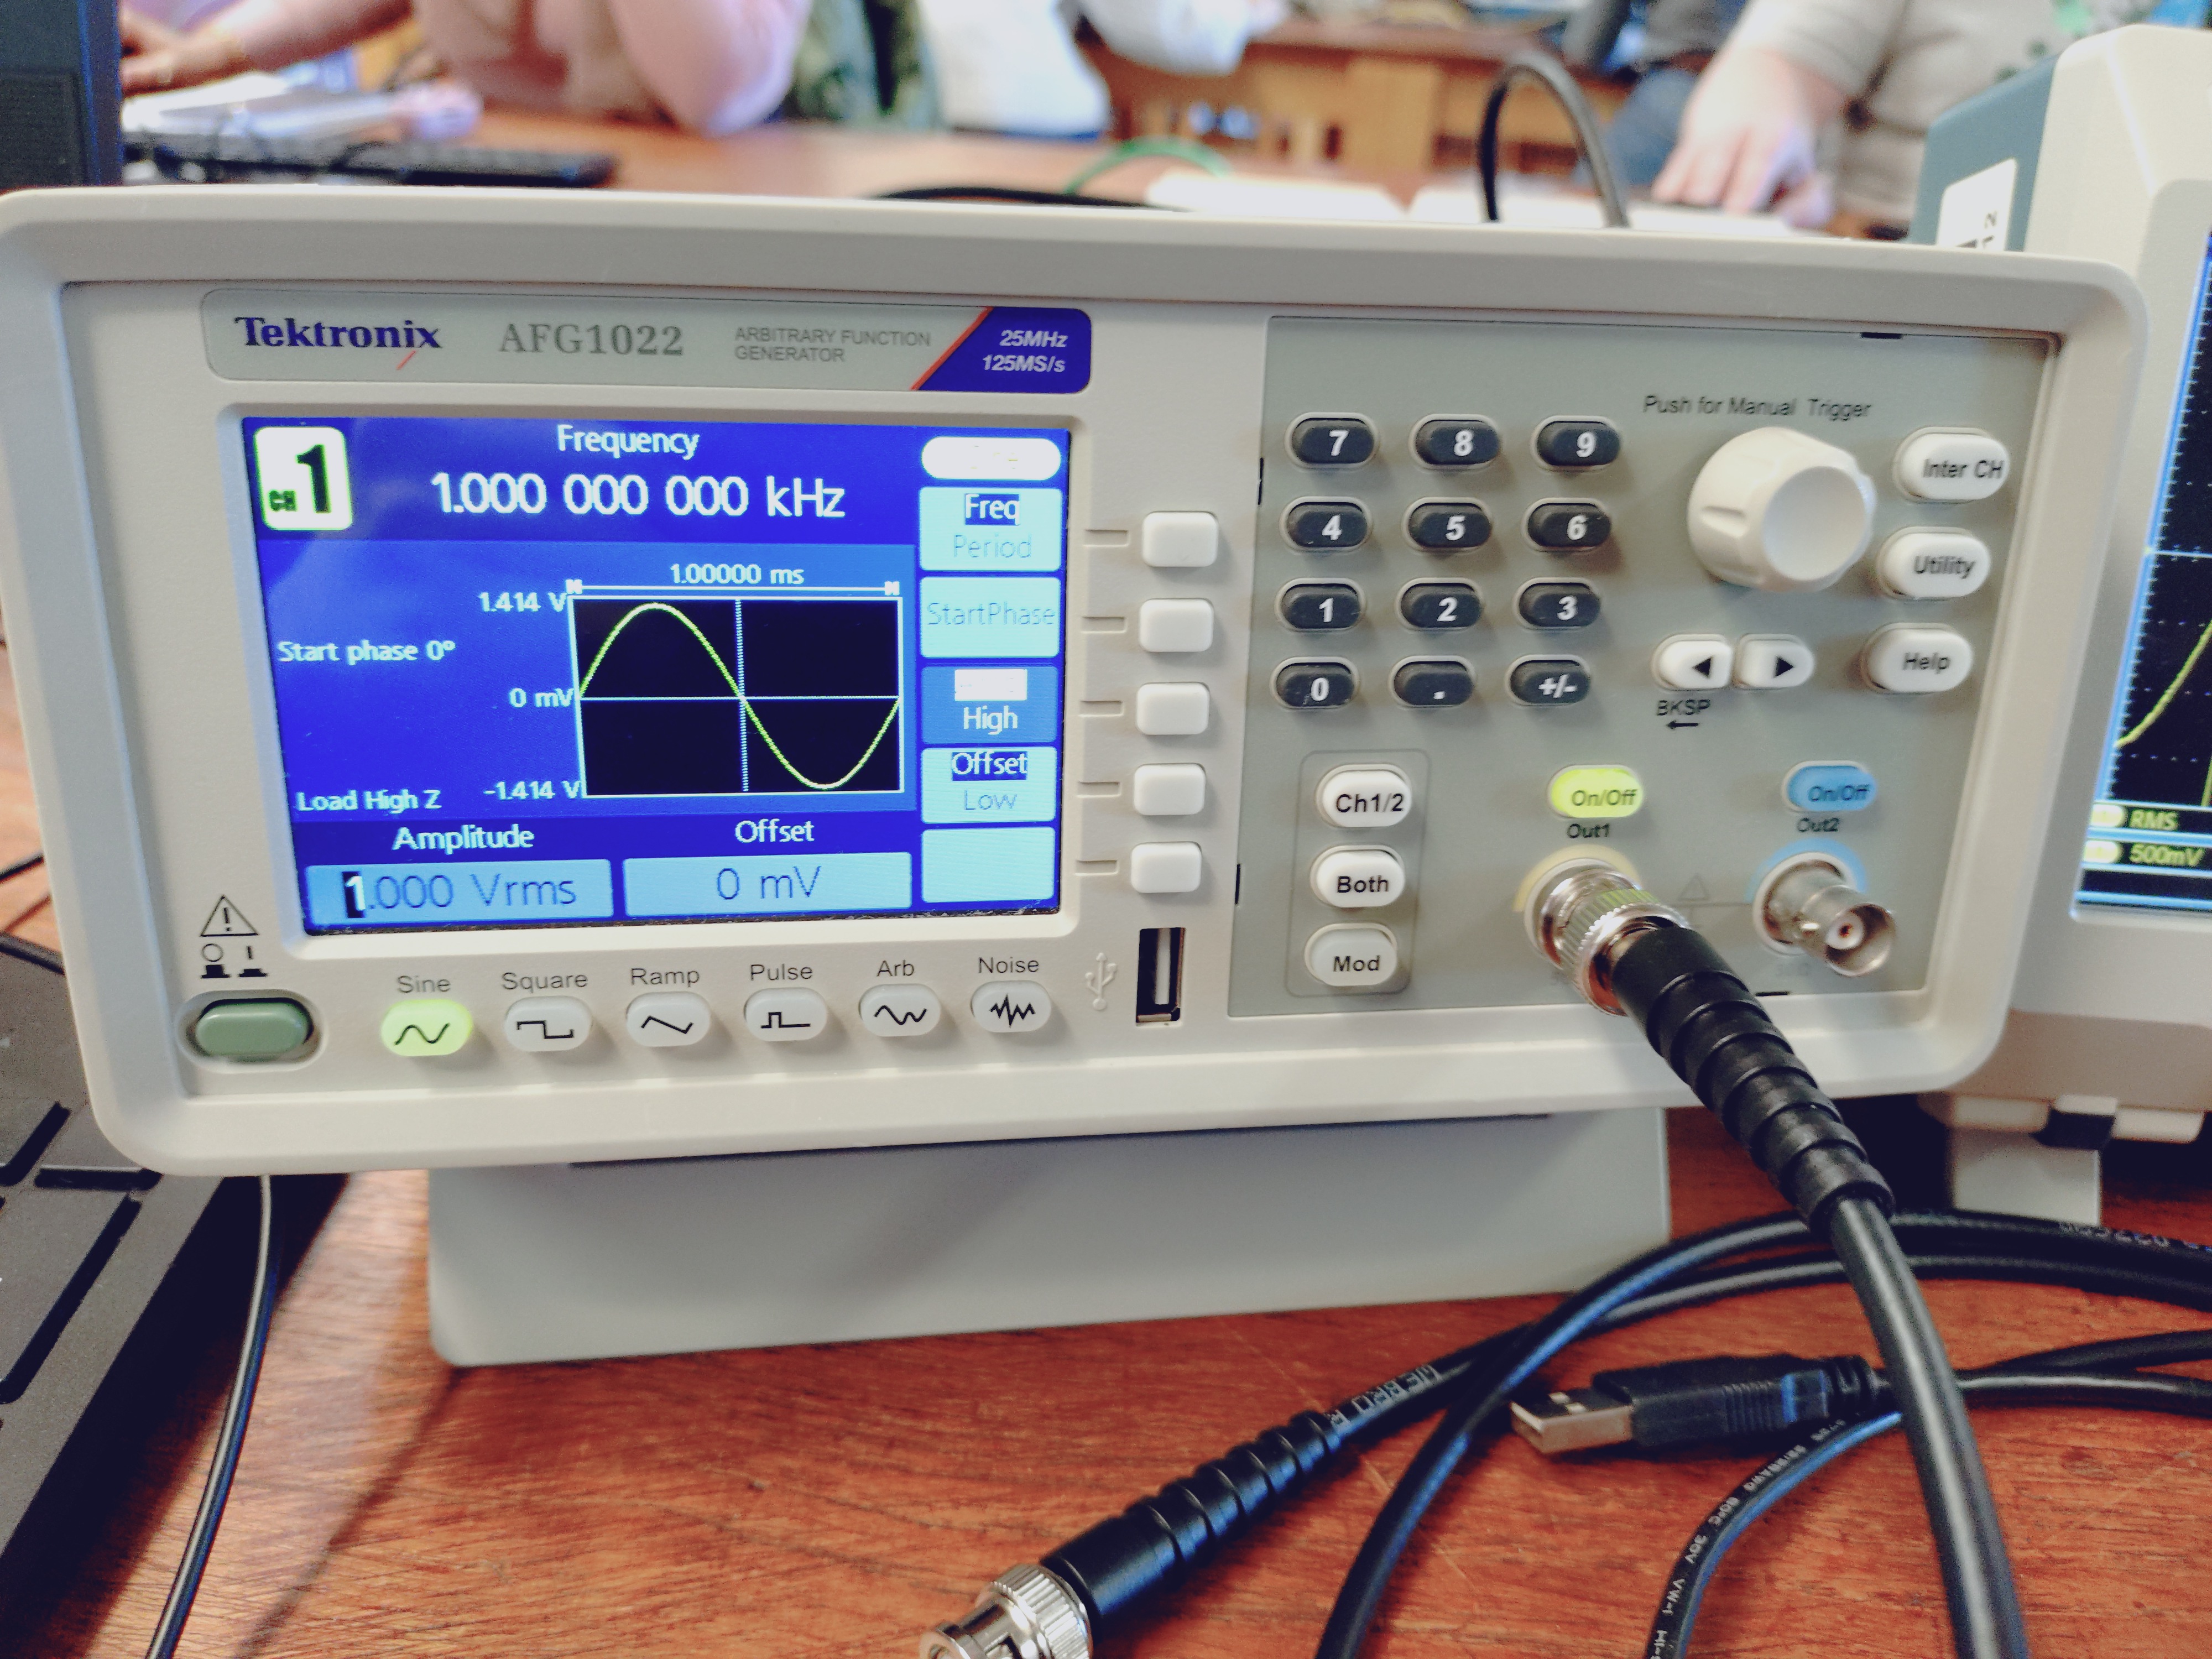 Tektronix AFG1022 ARBITRARY FUNCTION GENERATOR
25MHz
125MS/s
CH 1
Frequency
1.000 000 000 kHz
Freq
Period
1.00000 ms
1.414 V
StartPhase
Start phase 0°
0 mV
High
Load High Z
-1.414 V
Offset
Low
Amplitude
Offset
1.000 Vrms
0 mV
Sine
Square
Ramp
Pulse
Arb
Noise
7 8 9
4 5 6
1 2 3
0 . +/-
Push for Manual Trigger
Inter CH
Utility
Help
BKSP
Ch1/2
Both
Mod
On/Off
Out1
On/Off
Out2
12
RMS
500mV